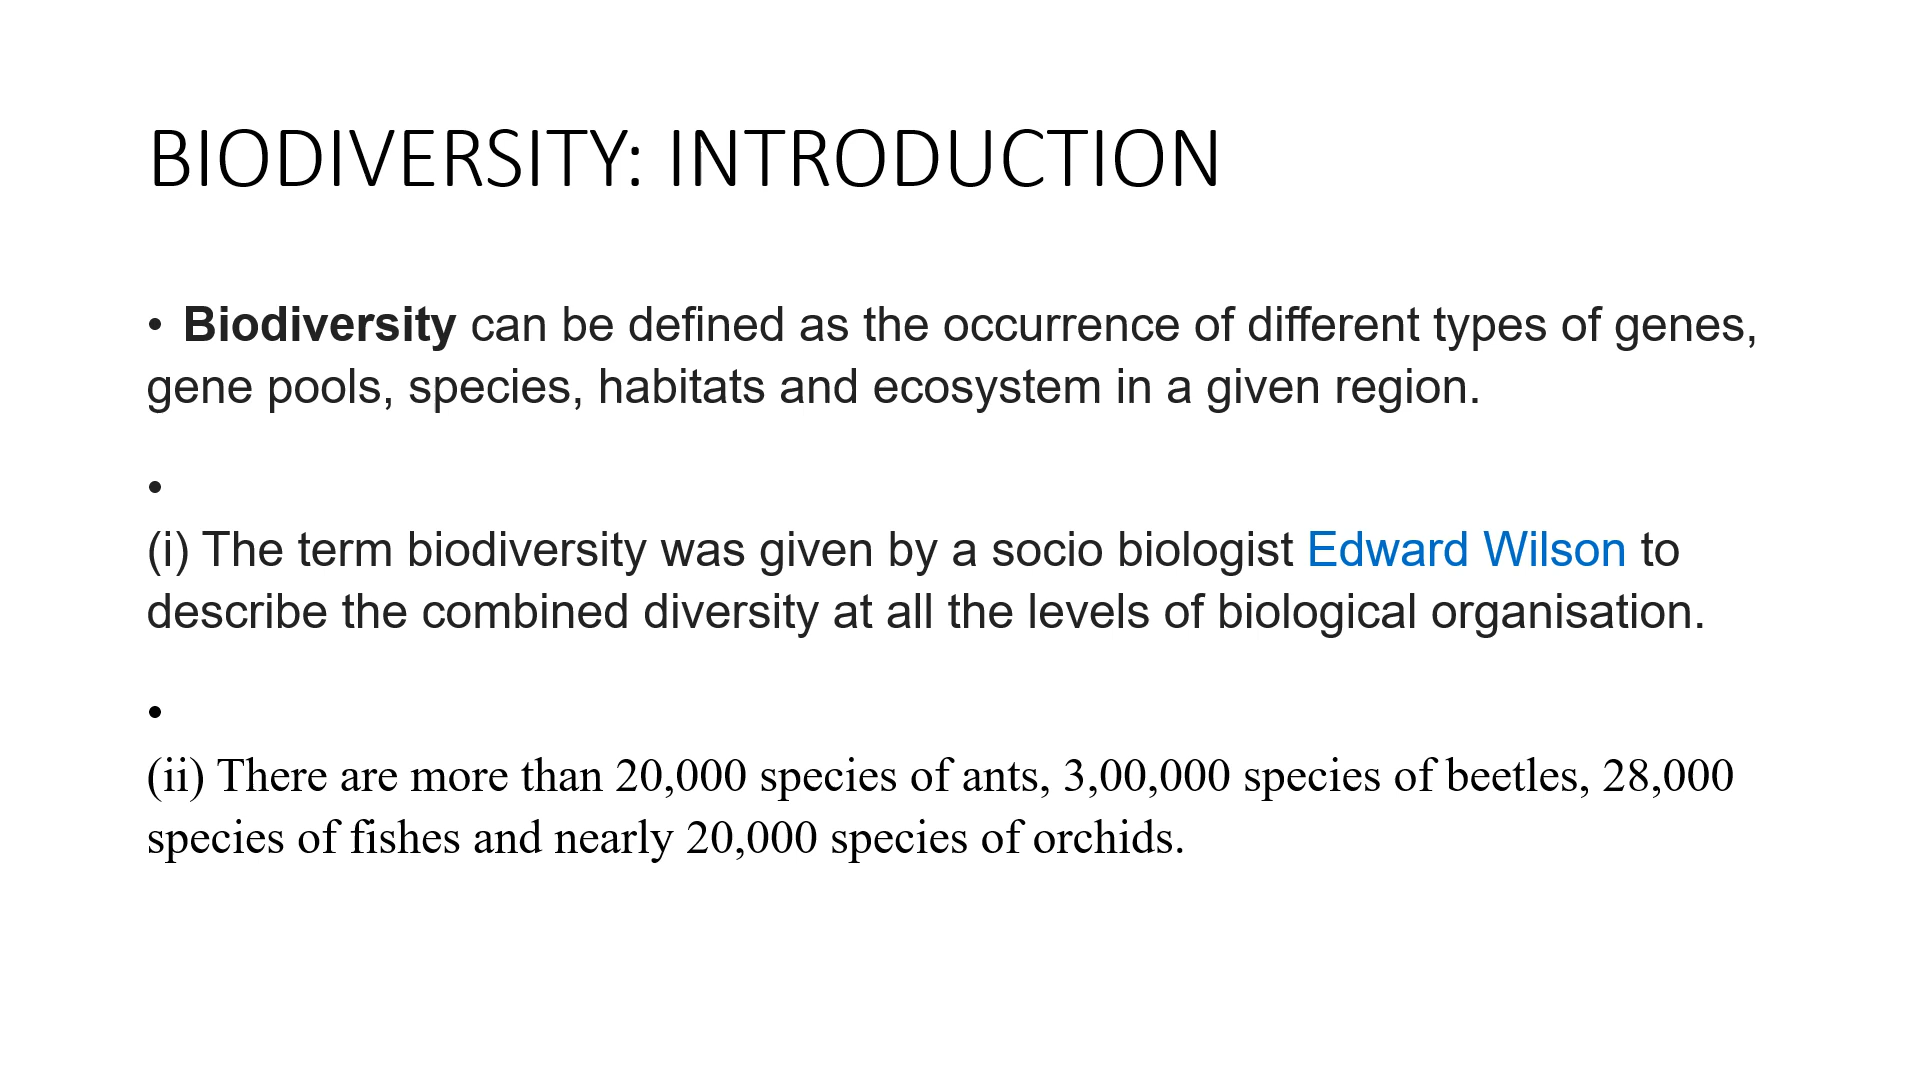 BIODIVERSITY: INTRODUCTION
• Biodiversity can be defined as the occurrence of different types of genes,
gene pools, species, habitats and ecosystem in a given region.
•
(i) The term biodiversity was given by a socio biologist Edward Wilson to
describe the combined diversity at all the levels of biological organisation.
•
(ii) There are more than 20,000 species of ants, 3,00,000 species of beetles, 28,000
species of fishes and nearly 20,000 species of orchids.